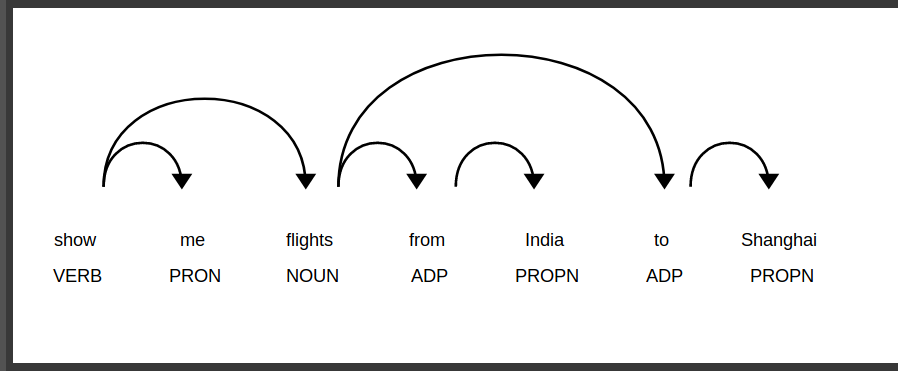 show me flights from India to Shanghai
VERB PRON NOUN ADP PROPN ADP PROPN